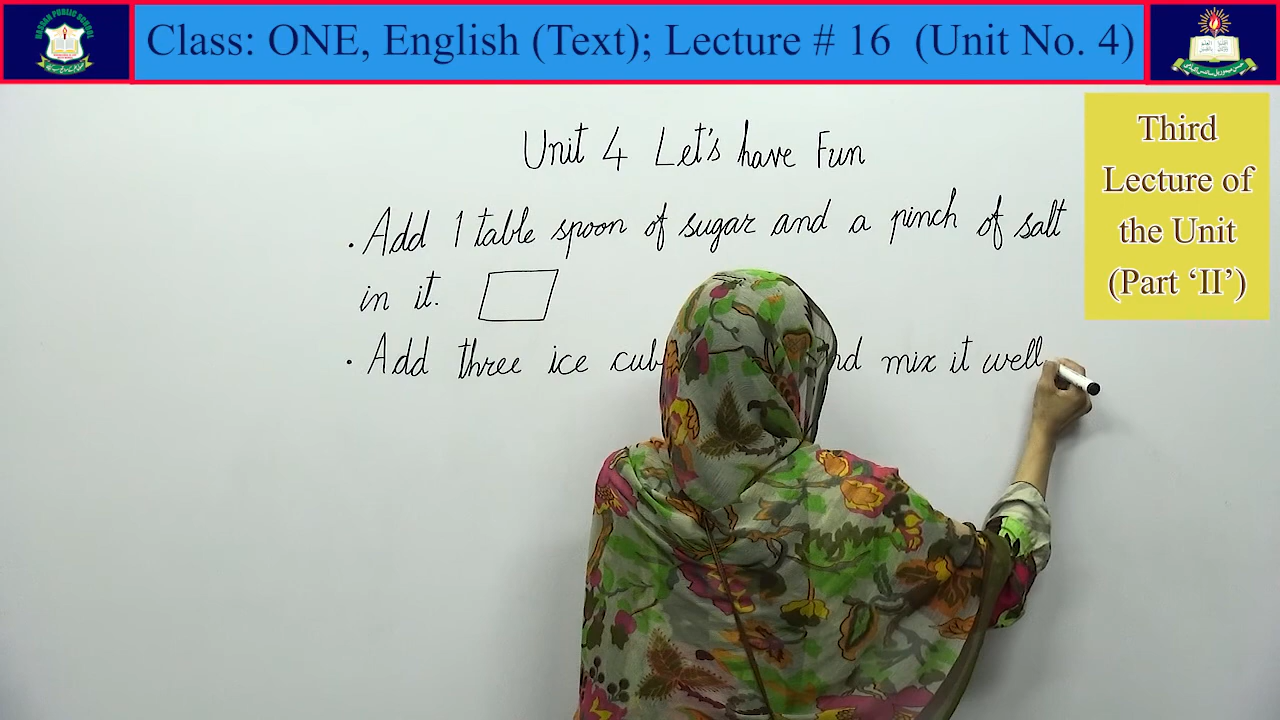 Class: ONE, English (Text); Lecture # 16 (Unit No. 4)
Third
Lecture of
the Unit
(Part ‘II’)
Unit 4 Let's have Fun
. Add 1 table spoon of sugar and a pinch of salt
in it.
. Add three ice mix it well